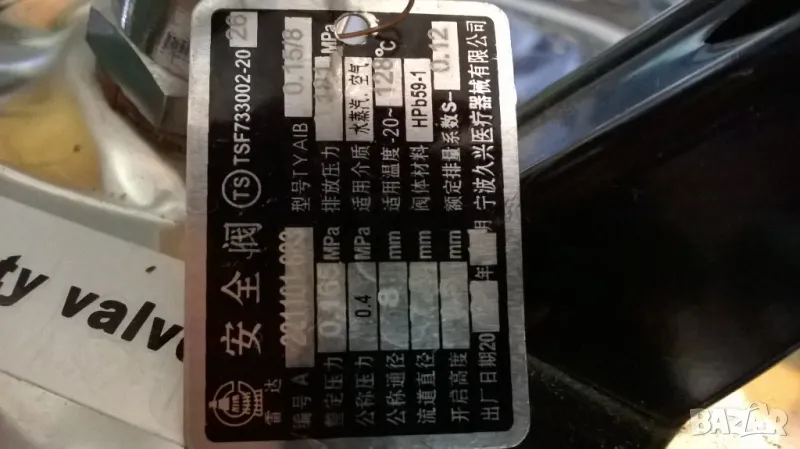 安全阀 TS TSF733002-2026
雷达
编号 A
型号TYAIB 0.15/8
整定压力 0.165 MPa
排放压力 MPa
公称压力 0.4 MPa
适用介质 水蒸汽、空气
公称通径 8 mm
适用温度 -20~128℃
流道直径 mm
阀体材料 HPb59-1
开启高度 mm
额定排量系数S- 0.12
出厂日期20 年 月
宁波久兴医疗器械有限公司
ty valve
BAZAR